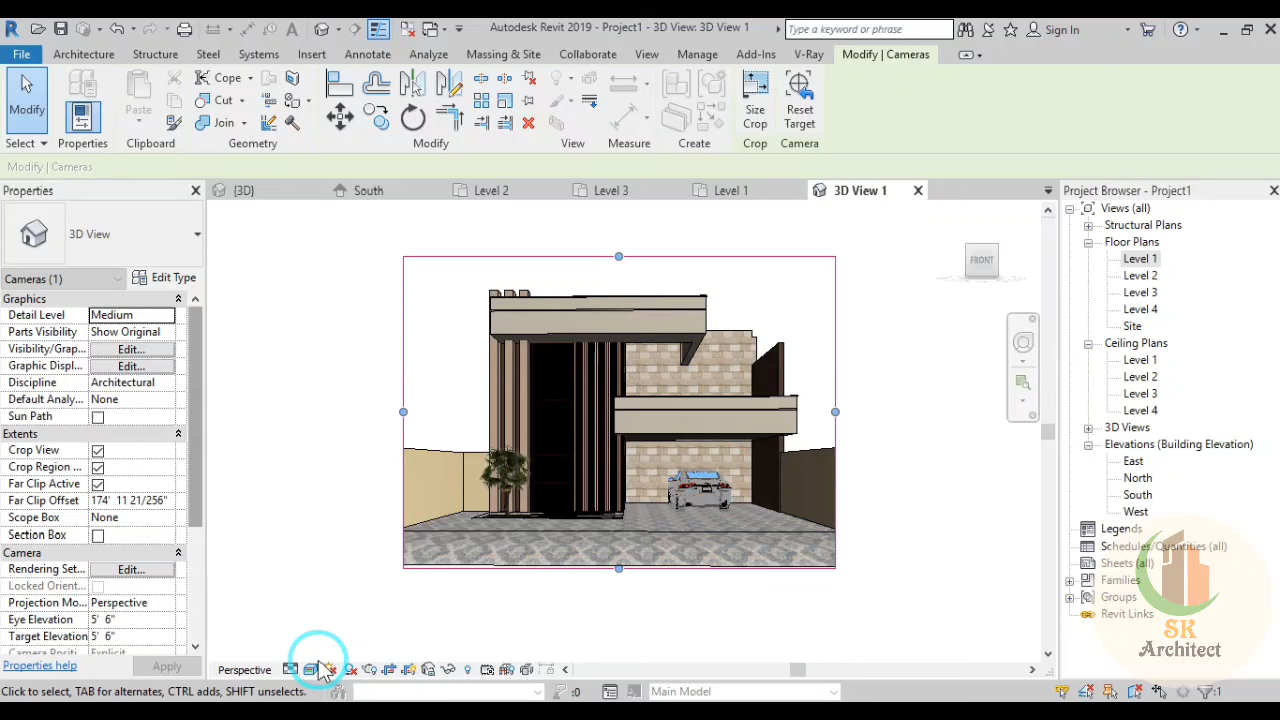 Autodesk Revit 2019 - Project1 - 3D View: 3D View 1
Type a keyword or phrase
Sign In
File
Architecture
Structure
Steel
Systems
Insert
Annotate
Analyze
Massing & Site
Collaborate
View
Manage
Add-Ins
V-Ray
Modify | Cameras
Modify
Paste
Cope
Cut
Join
Size
Crop
Reset
Target
Select
Properties
Clipboard
Geometry
Modify
View
Measure
Create
Crop
Camera
Modify | Cameras
Properties
{3D}
South
Level 2
Level 3
Level 1
3D View 1
Project Browser - Project1
3D View
Cameras (1)
Edit Type
Graphics
Detail Level
Medium
Parts Visibility
Show Original
Visibility/Grap...
Edit...
Graphic Displ...
Edit...
Discipline
Architectural
Default Analy...
None
Sun Path
Extents
Crop View
Crop Region ...
Far Clip Active
Far Clip Offset
174' 11 21/256"
Scope Box
None
Section Box
Camera
Rendering Set...
Edit...
Locked Orient...
Projection Mo...
Perspective
Eye Elevation
5' 6"
Target Elevation
5' 6"
Camera Positi...
Explicit
Properties help
Apply
FRONT
Views (all)
Structural Plans
Floor Plans
Level 1
Level 2
Level 3
Level 4
Site
Ceiling Plans
Level 1
Level 2
Level 3
Level 4
3D Views
Elevations (Building Elevation)
East
North
South
West
Legends
Schedules/Quantities (all)
Sheets (all)
Families
Groups
Revit Links
SK
Architect
Perspective
Click to select, TAB for alternates, CTRL adds, SHIFT unselects.
:0
Main Model
:1